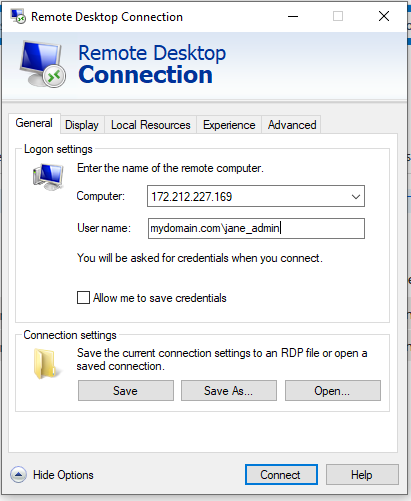 Remote Desktop Connection
Remote Desktop
Connection
General
Display
Local Resources
Experience
Advanced
Logon settings
Enter the name of the remote computer.
Computer:
172.212.227.169
User name:
mydomain.com\jane_admin
You will be asked for credentials when you connect.
Allow me to save credentials
Connection settings
Save the current connection settings to an RDP file or open a
saved connection.
Save
Save As...
Open...
Hide Options
Connect
Help